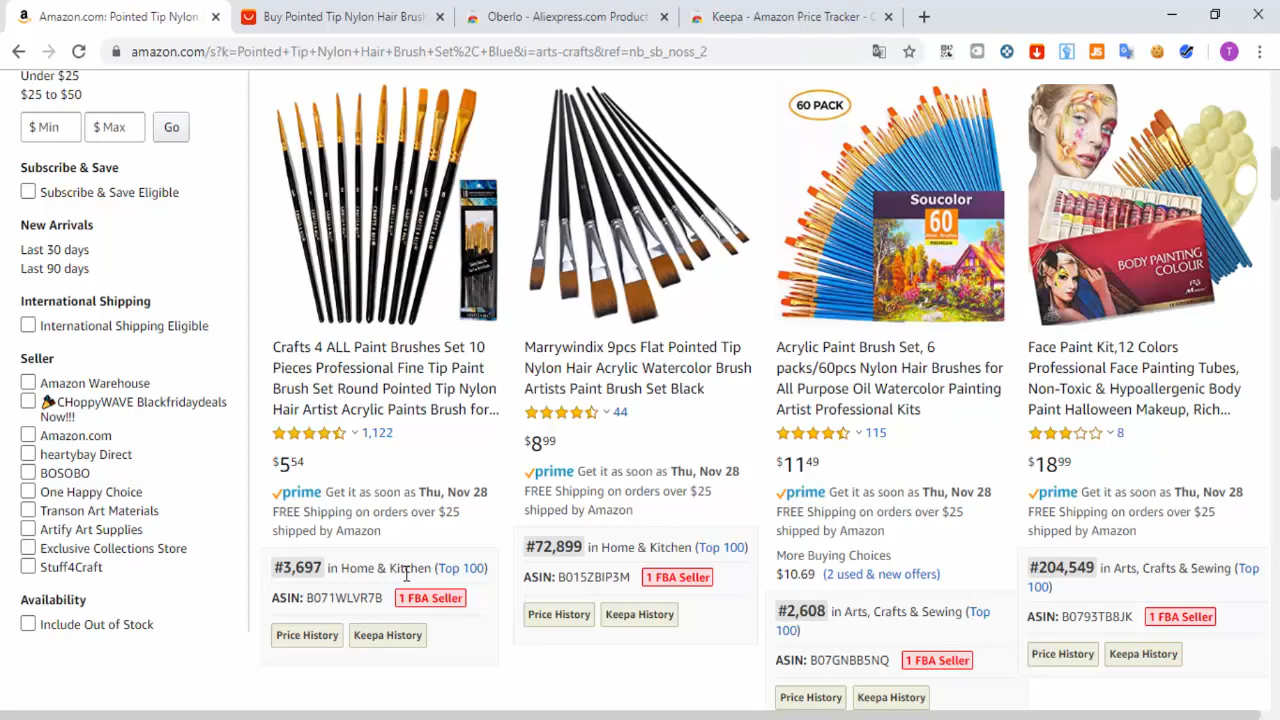 Amazon.com: Pointed Tip Nylon
Buy Pointed Tip Nylon Hair Brush
Oberlo - Aliexpress.com Product
Keepa - Amazon Price Tracker - C
amazon.com/s?k=Pointed+Tip+Nylon+Hair+Brush+Set%2C+Blue&i=arts-crafts&ref=nb_sb_noss_2
JS
T
Under $25
$25 to $50
$ Min
$ Max
Go
Subscribe & Save
Subscribe & Save Eligible
New Arrivals
Last 30 days
Last 90 days
International Shipping
International Shipping Eligible
Seller
Amazon Warehouse
CHoppyWAVE Blackfridaydeals
Now!!!
Amazon.com
heartybay Direct
BOSOBO
One Happy Choice
Transon Art Materials
Artify Art Supplies
Exclusive Collections Store
Stuff4Craft
Availability
Include Out of Stock
Crafts 4 ALL Paint Brushes Set 10
Pieces Professional Fine Tip Paint
Brush Set Round Pointed Tip Nylon
Hair Artist Acrylic Paints Brush for...
1,122
$5 54
prime Get it as soon as Thu, Nov 28
FREE Shipping on orders over $25
shipped by Amazon
#3,697 in Home & Kitchen (Top 100)
ASIN: B071WLVR7B 1 FBA Seller
Price History Keepa History
Marrywindix 9pcs Flat Pointed Tip
Nylon Hair Acrylic Watercolor Brush
Artists Paint Brush Set Black
44
$8 99
prime Get it as soon as Thu, Nov 28
FREE Shipping on orders over $25
shipped by Amazon
#72,899 in Home & Kitchen (Top 100)
ASIN: B015ZBIP3M 1 FBA Seller
Price History Keepa History
60 PACK
Soucolor
60
PREMIUM
Acrylic Paint Brush Set, 6
packs/60pcs Nylon Hair Brushes for
All Purpose Oil Watercolor Painting
Artist Professional Kits
115
$11 49
prime Get it as soon as Thu, Nov 28
FREE Shipping on orders over $25
shipped by Amazon
More Buying Choices
$10.69 (2 used & new offers)
#2,608 in Arts, Crafts & Sewing (Top
100)
ASIN: B07GNBB5NQ 1 FBA Seller
Price History Keepa History
BODY PAINTING
COLOUR
Face Paint Kit,12 Colors
Professional Face Painting Tubes,
Non-Toxic & Hypoallergenic Body
Paint Halloween Makeup, Rich...
8
$18 99
prime Get it as soon as Thu, Nov 28
FREE Shipping on orders over $25
shipped by Amazon
#204,549 in Arts, Crafts & Sewing (Top
100)
ASIN: B0793TB8JK 1 FBA Seller
Price History Keepa History